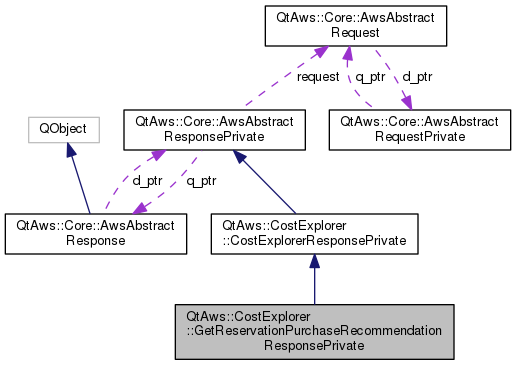 QtAws::Core::AwsAbstract
Request
request
q_ptr
d_ptr
QtAws::Core::AwsAbstract
ResponsePrivate
QtAws::Core::AwsAbstract
RequestPrivate
QObject
d_ptr
q_ptr
QtAws::Core::AwsAbstract
Response
QtAws::CostExplorer
::CostExplorerResponsePrivate
QtAws::CostExplorer
::GetReservationPurchaseRecommendation
ResponsePrivate